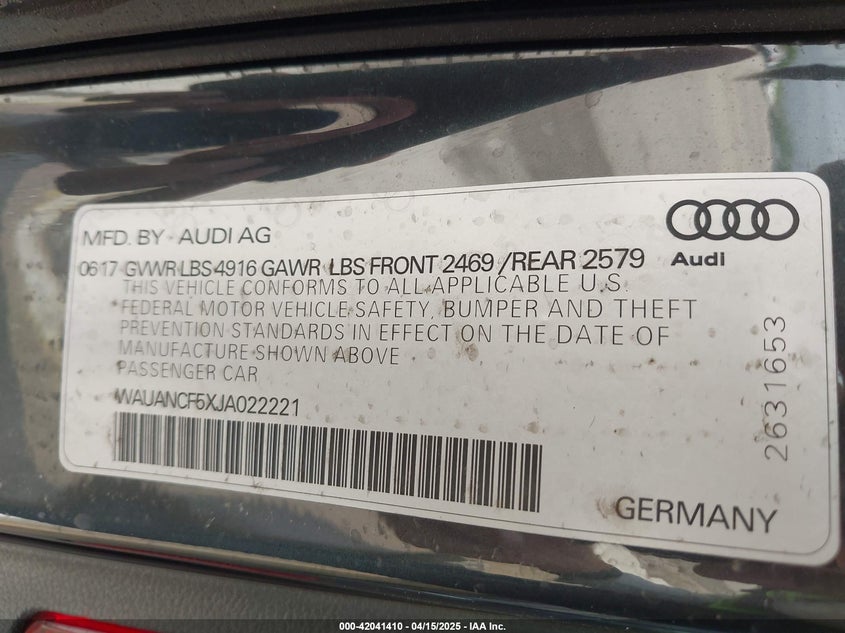 MFD. BY - AUDI AG
0617 GVWR LBS 4916 GAWR LBS FRONT 2469 /REAR 2579
Audi
THIS VEHICLE CONFORMS TO ALL APPLICABLE U.S.
FEDERAL MOTOR VEHICLE SAFETY, BUMPER AND THEFT
PREVENTION STANDARDS IN EFFECT ON THE DATE OF
MANUFACTURE SHOWN ABOVE
PASSENGER CAR
WAUANCF5XJA022221
2631653
GERMANY
000-42041410 - 04/15/2025 - IAA Inc.